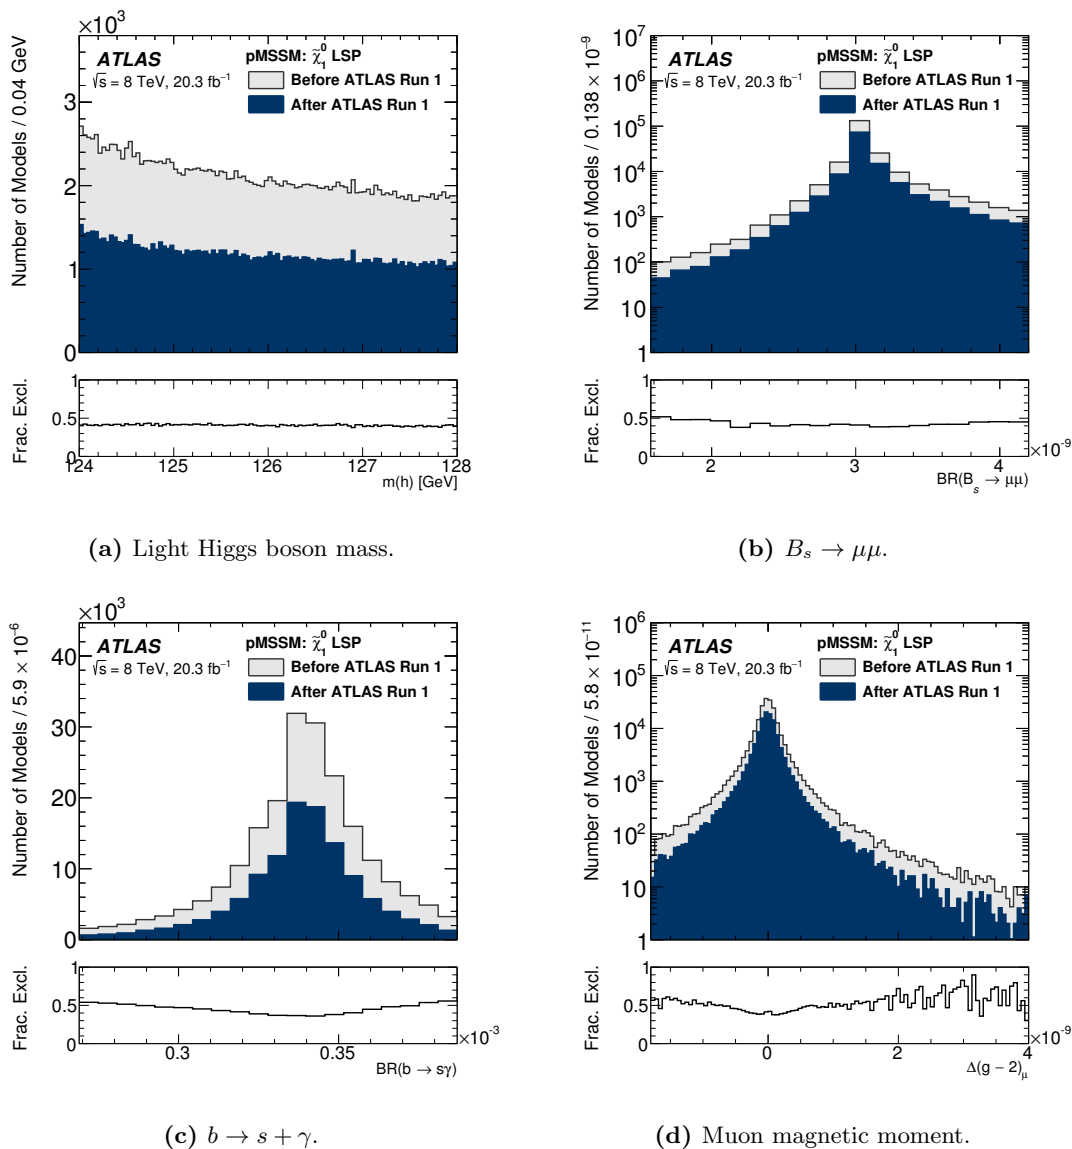 ×10³
Number of Models / 0.04 GeV
ATLAS
√s = 8 TeV, 20.3 fb⁻¹
pMSSM: χ̃⁰₁ LSP
Before ATLAS Run 1
After ATLAS Run 1
3
2
1
0
Frac. Excl.
1
0.5
0
124 125 126 127 128
m(h) [GeV]
(a) Light Higgs boson mass.
Number of Models / 0.138 × 10⁻⁹
ATLAS
√s = 8 TeV, 20.3 fb⁻¹
pMSSM: χ̃⁰₁ LSP
Before ATLAS Run 1
After ATLAS Run 1
10⁷
10⁶
10⁵
10⁴
10³
10²
10
1
Frac. Excl.
1
0.5
0
2 3 4
×10⁻⁹
BR(B_s → μμ)
(b) B_s → μμ.
×10³
Number of Models / 5.9 × 10⁻⁶
ATLAS
√s = 8 TeV, 20.3 fb⁻¹
pMSSM: χ̃⁰₁ LSP
Before ATLAS Run 1
After ATLAS Run 1
40
30
20
10
0
Frac. Excl.
1
0.5
0
0.3 0.35
×10⁻³
BR(b → sγ)
(c) b → s + γ.
Number of Models / 5.8 × 10⁻¹¹
ATLAS
√s = 8 TeV, 20.3 fb⁻¹
pMSSM: χ̃⁰₁ LSP
Before ATLAS Run 1
After ATLAS Run 1
10⁶
10⁵
10⁴
10³
10²
10
1
Frac. Excl.
1
0.5
0
0 2 4
×10⁻⁹
Δ(g − 2)_μ
(d) Muon magnetic moment.